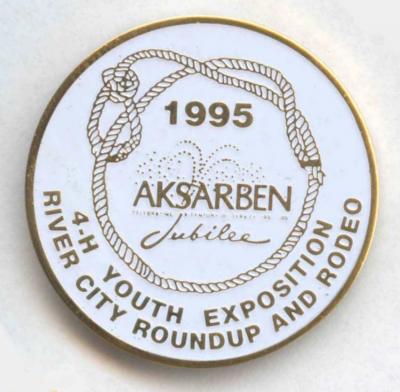 1995
AKSARBEN
Jubilee
4-H YOUTH EXPOSITION
RIVER CITY ROUNDUP AND RODEO